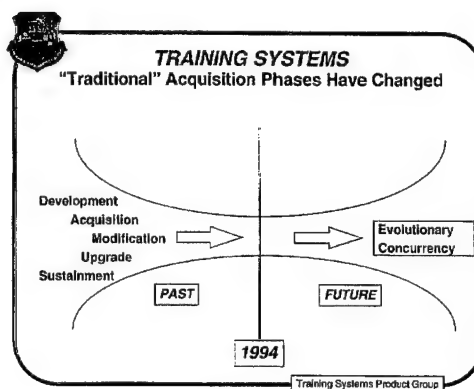 TRAINING SYSTEMS
"Traditional" Acquisition Phases Have Changed
Development
Acquisition
Modification
Upgrade
Sustainment
Evolutionary
Concurrency
PAST
FUTURE
1994
Training Systems Product Group